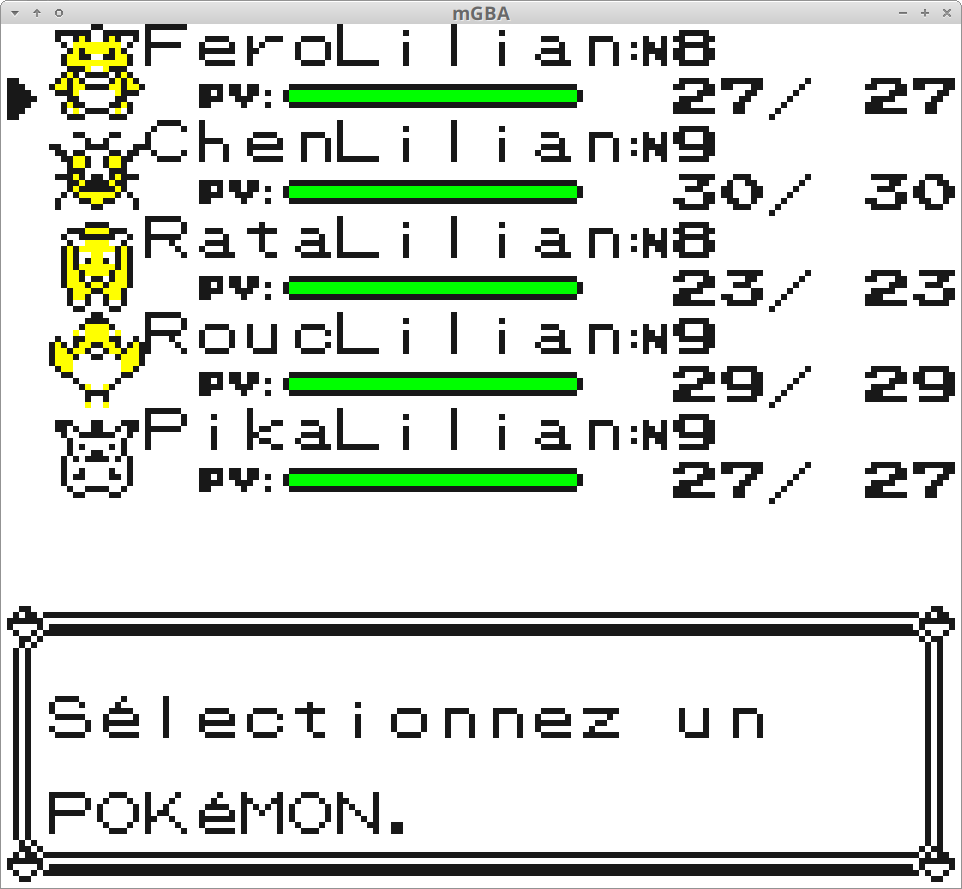 mGBA
FeroLilian:N8
PV: 27/ 27
ChenLilian:N9
PV: 30/ 30
RataLilian:N8
PV: 23/ 23
RoucLilian:N9
PV: 29/ 29
PikaLilian:N9
PV: 27/ 27
Sélectionnez un
POKéMON.